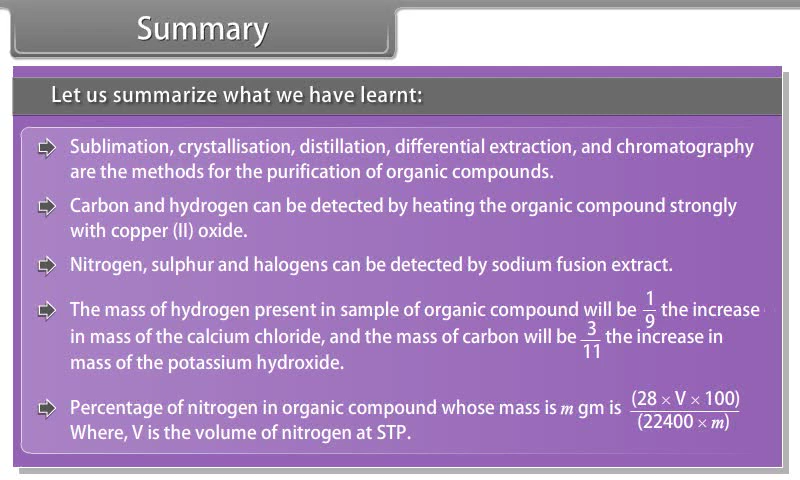 Summary
Let us summarize what we have learnt:
Sublimation, crystallisation, distillation, differential extraction, and chromatography
are the methods for the purification of organic compounds.
Carbon and hydrogen can be detected by heating the organic compound strongly
with copper (II) oxide.
Nitrogen, sulphur and halogens can be detected by sodium fusion extract.
The mass of hydrogen present in sample of organic compound will be 1/9 the increase
in mass of the calcium chloride, and the mass of carbon will be 3/11 the increase in
mass of the potassium hydroxide.
Percentage of nitrogen in organic compound whose mass is m gm is (28 × V × 100)/(22400 × m)
Where, V is the volume of nitrogen at STP.